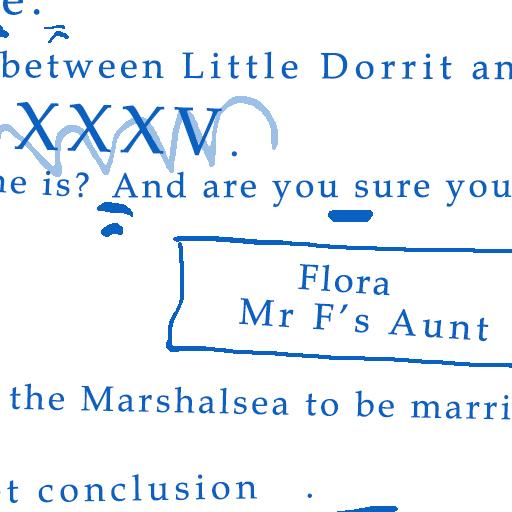 e.
between Little Dorrit an
XXXV.
he is? And are you sure you
Flora
Mr F's Aunt
the Marshalsea to be marri
et conclusion .